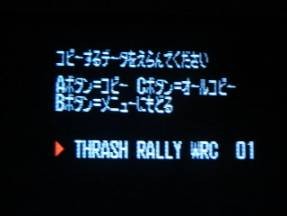 コピーするデータをえらんでください
Aボタン=コピー Cボタン=オールコピー
Bボタン=メニューにもどる
THRASH RALLY WRC 01